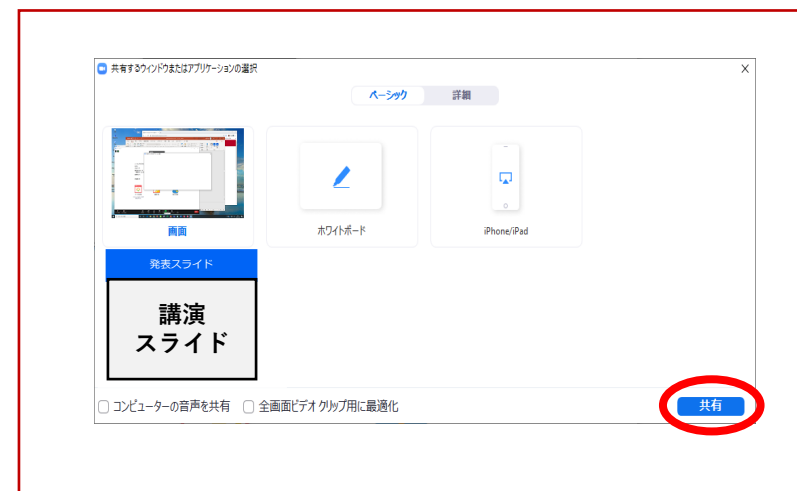 共有するウィンドウまたはアプリケーションの選択
X
ベーシック 詳細
画面
ホワイトボード
iPhone/iPad
発表スライド
講演
スライド
コンピューターの音声を共有
全画面ビデオ クリップ用に最適化
共有